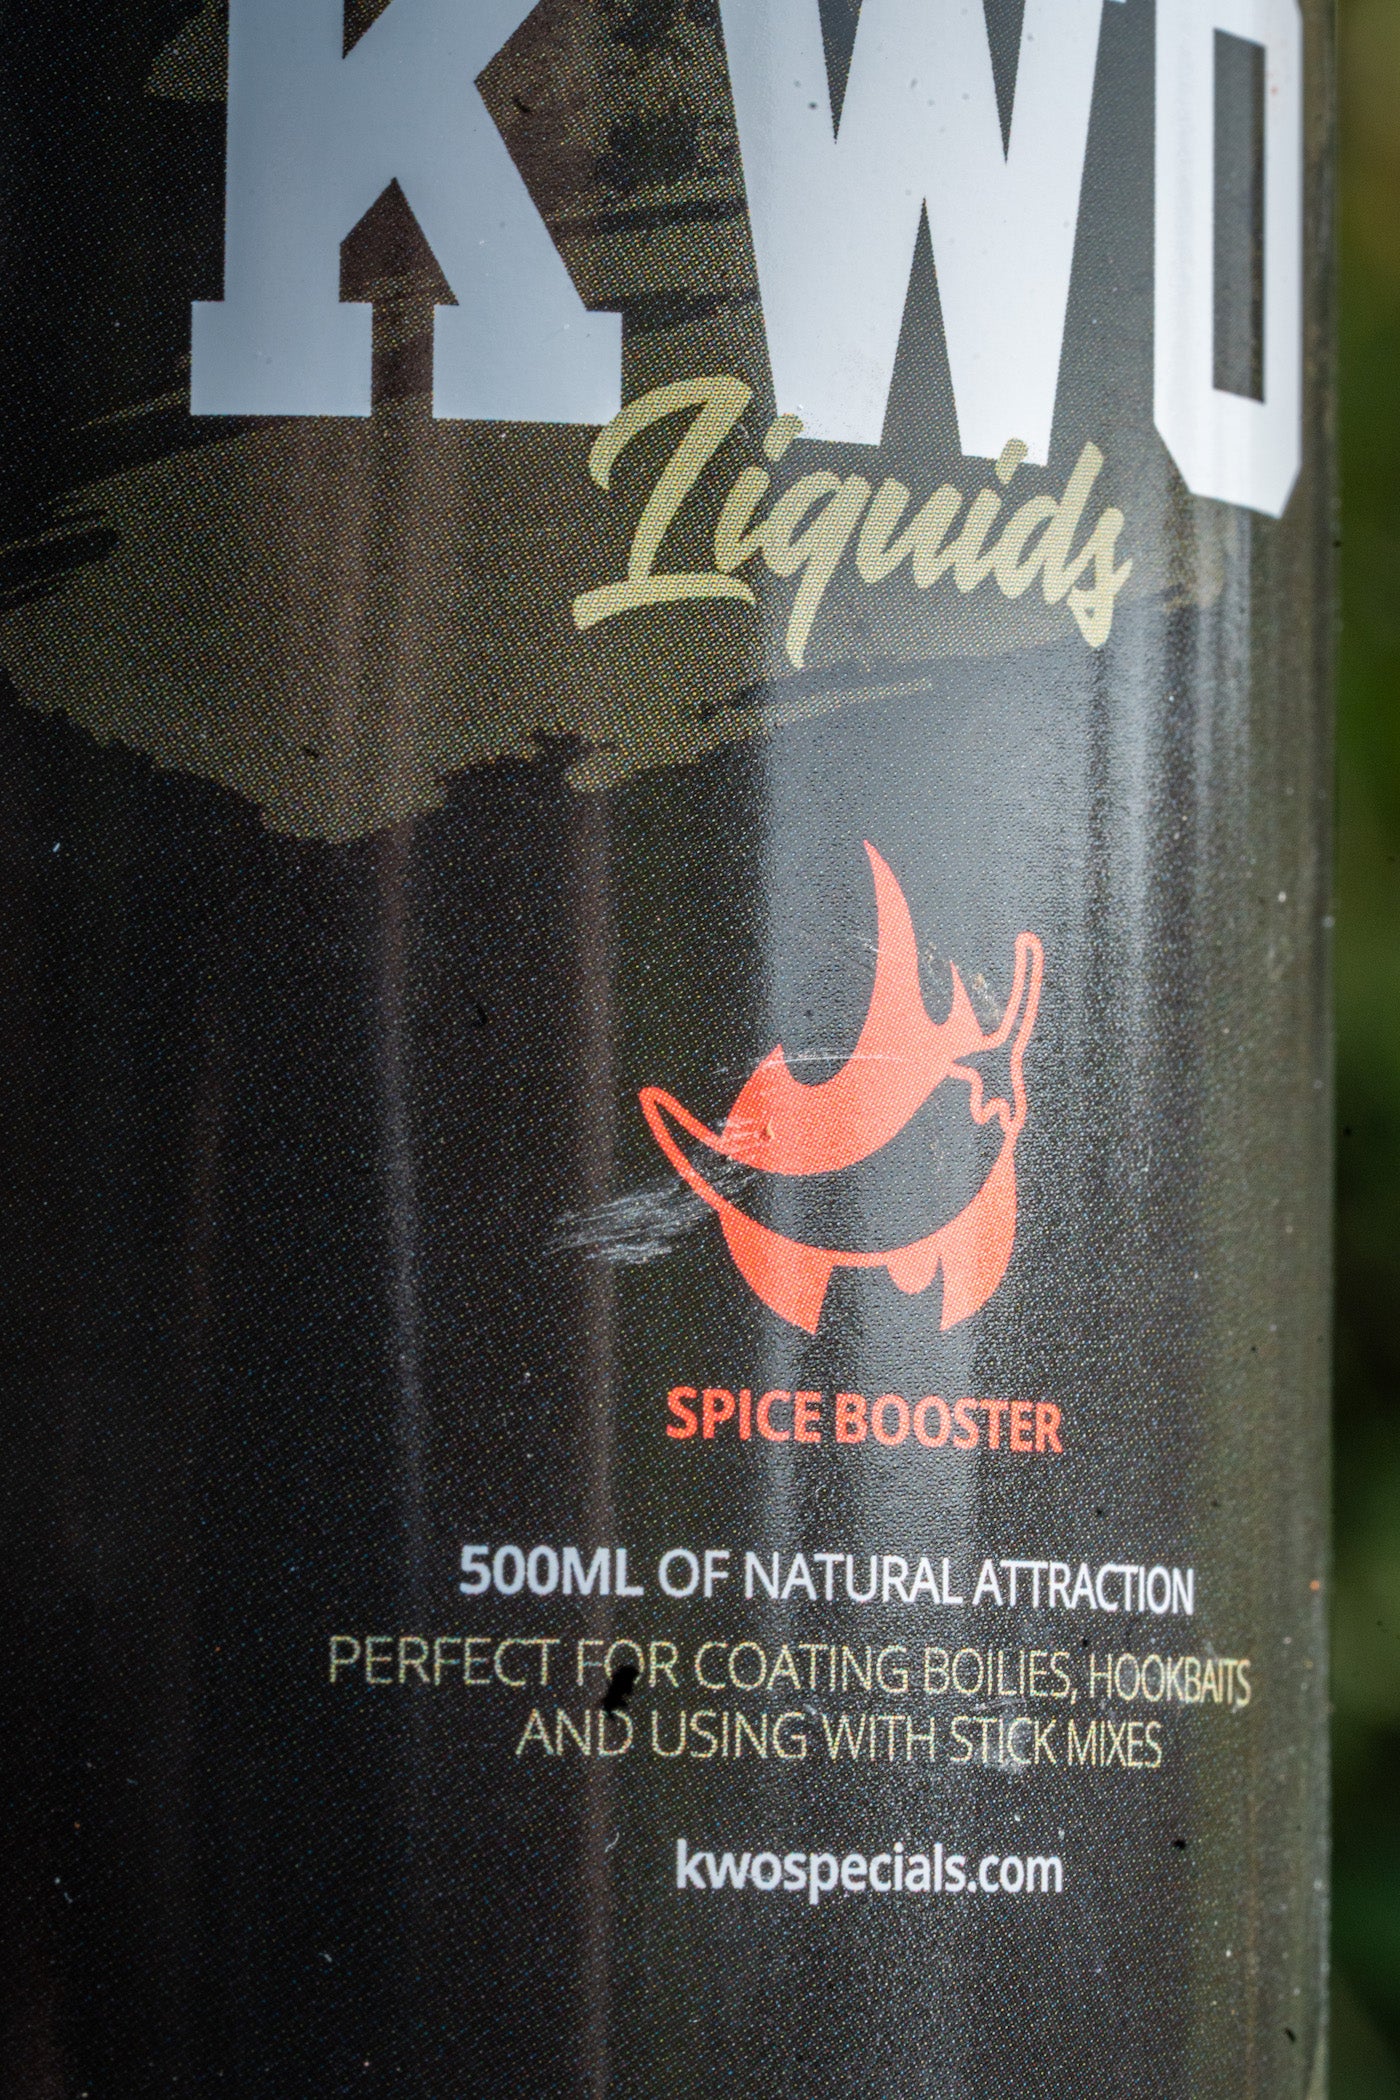 KWO
Liquids
SPICE BOOSTER
500ML OF NATURAL ATTRACTION
PERFECT FOR COATING BOILIES, HOOKBAITS
AND USING WITH STICK MIXES
kwospecials.com